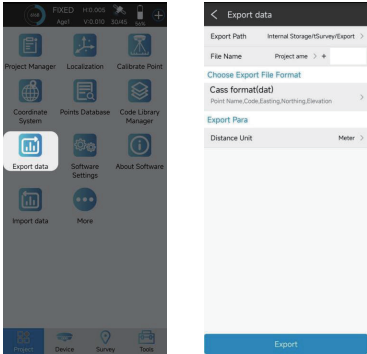 FIXED
H:0.005
Age1
V:0.010
30/45
Project Manager
Localization
Calibrate Point
Coordinate
System
Points Database
Code Library
Manager
Export data
Software
Settings
About Software
Import data
More
Project
Device
Survey
Tools
Export data
Export Path
Internal Storage/tSurvey/Export >
File Name
Project ame > +
Choose Export File Format
Cass format(dat)
Point Name,Code,Easting,Northing,Elevation
>
Export Para
Distance Unit
Meter >
Export